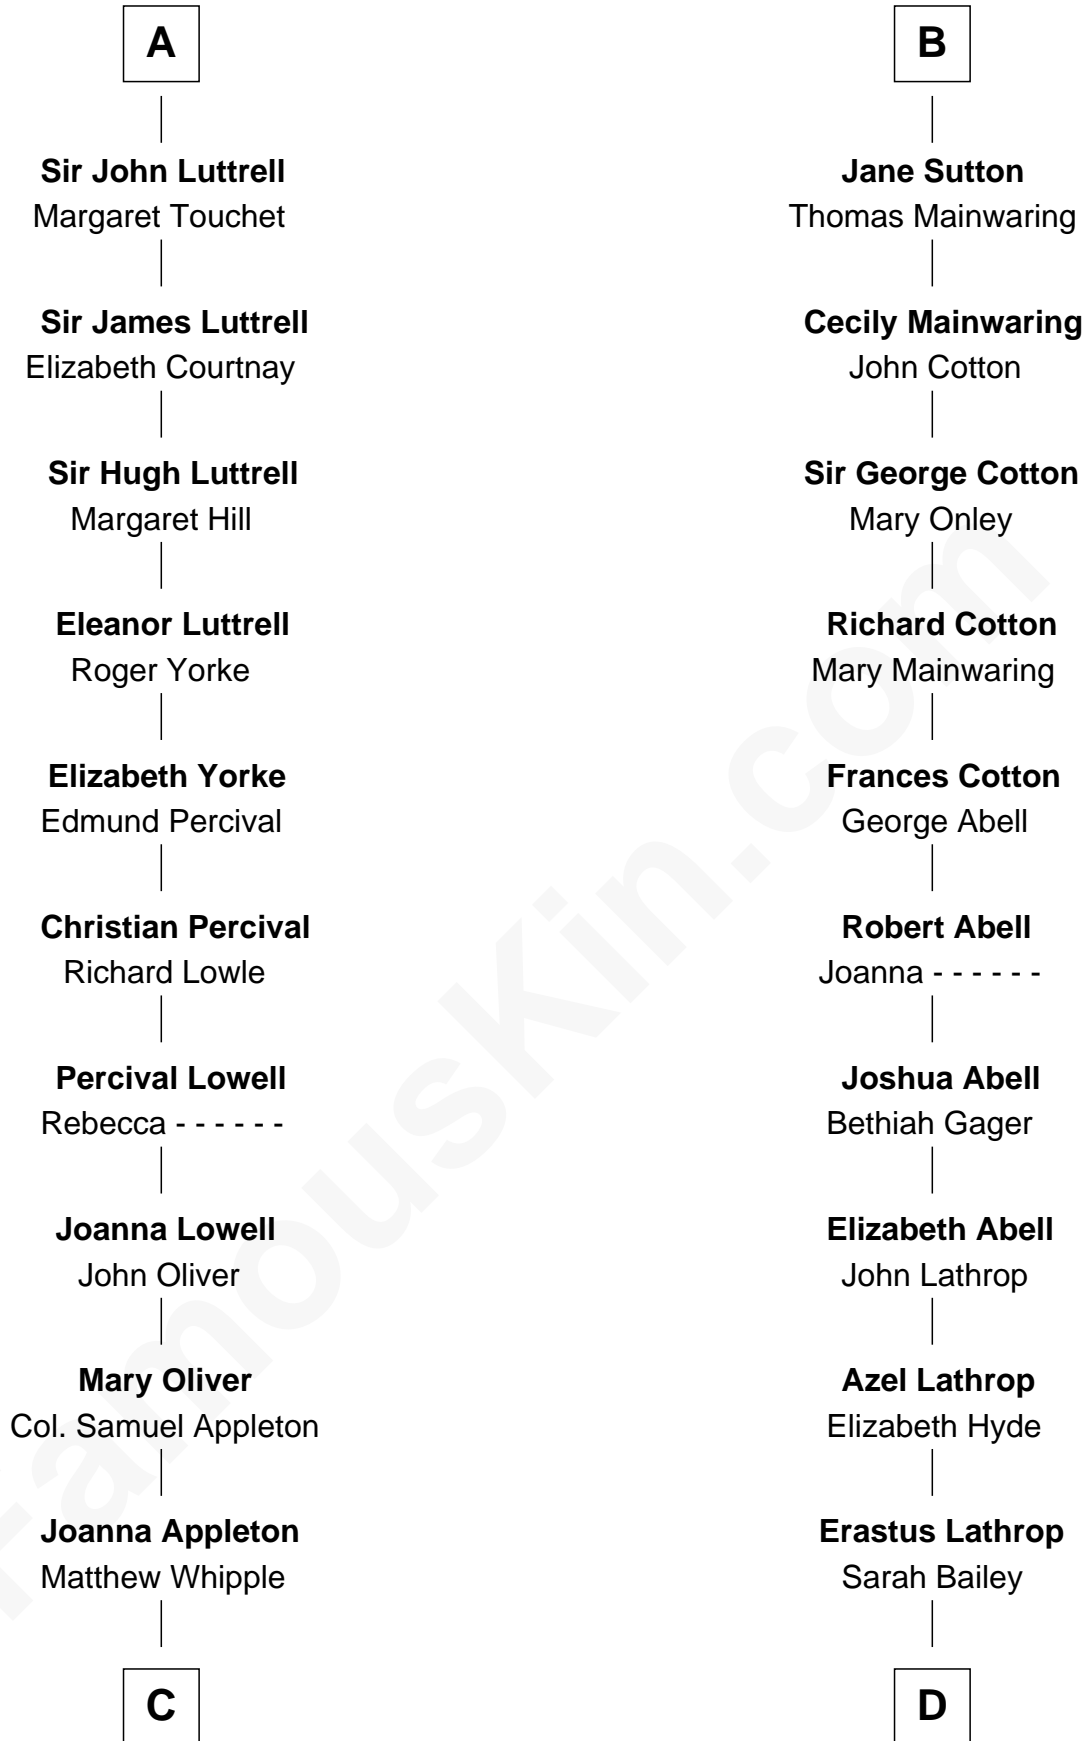 A
Sir John Luttrell
Margaret Touchet
Sir James Luttrell
Elizabeth Courtnay
Sir Hugh Luttrell
Margaret Hill
Eleanor Luttrell
Roger Yorke
Elizabeth Yorke
Edmund Percival
Christian Percival
Richard Lowle
Percival Lowell
Rebecca - - - - - -
Joanna Lowell
John Oliver
Mary Oliver
Col. Samuel Appleton
Joanna Appleton
Matthew Whipple
C
B
Jane Sutton
Thomas Mainwaring
Cecily Mainwaring
John Cotton
Sir George Cotton
Mary Onley
Richard Cotton
Mary Mainwaring
Frances Cotton
George Abell
Robert Abell
Joanna - - - - - -
Joshua Abell
Bethiah Gager
Elizabeth Abell
John Lathrop
Azel Lathrop
Elizabeth Hyde
Erastus Lathrop
Sarah Bailey
D
FamousKin.com